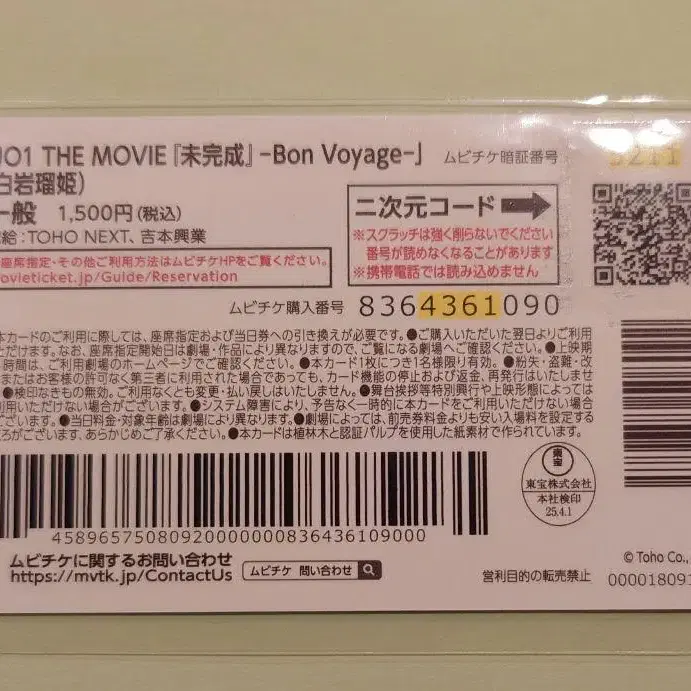 JO1 THE MOVIE『未完成』-Bon Voyage-」 ムビチケ暗証番号 5211
白岩瑠姫）
一般 1,500円(税込)
給：TOHO NEXT、吉本興業
座席指定・その他ご利用方法はムビチケHPをご覧ください。
ovieticket.jp/Guide/Reservation
二次元コード
※スクラッチは強く削らないでください
番号が読めなくなることがあります
※携帯電話では読み込めません
ムビチケ購入番号 8364361090
本カードのご利用に際しては、座席指定および当日券への引き換えが必要です。●ご購入いただいた翌日よりご利用
ただけます。なお、座席指定開始日は劇場・作品により異なりますので、ご覧になる劇場へご確認ください。●上映期
時間は、ご利用劇場のホームページでご確認ください。●本カード1枚につき1名様限り有効。●紛失・盗難・改
またはお客様の許可なく第三者に利用された場合であっても、カード機能の停止および返金、再発行はいたしませ
●検印なきもの無効。ご利用なくとも変更・払い戻しはいたしません。●舞台挨拶等特別興行や上映形態によっては
利用いただけない場合がございます。●システム障害により、予告なく一時的に本カードをご利用いただけない場合
ございます。●当日料金・対象年齢は劇場により異なります。●劇場によっては、前売券料金よりも安い入場料を設定する
ろがございます、あらかじめご了承ください。●本カードは植林木と認証パルプを使用した紙素材で作られています。
東宝
東宝株式会社
本社検印
25.4.1
458965750809200000000836436109000
ムビチケに関するお問い合わせ
https://mvtk.jp/ContactUs
ムビチケ 問い合わせ
© Toho Co.,
営利目的の転売禁止
000018091